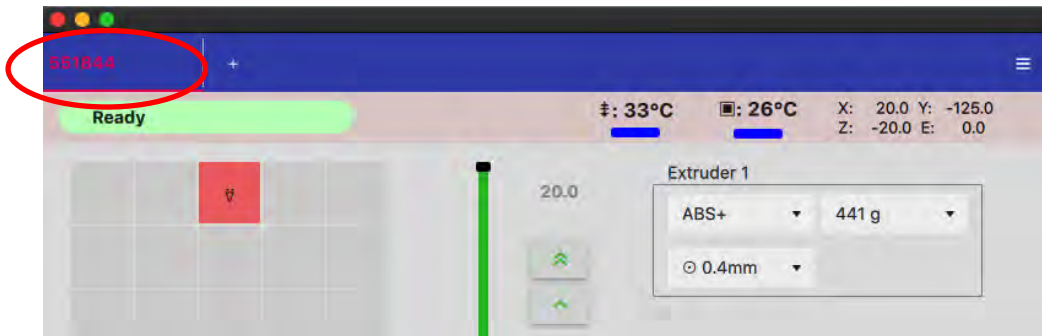 551844 +
Ready
: 33°C : 26°C X: 20.0 Y: -125.0
Z: -20.0 E: 0.0
Extruder 1
20.0
ABS+ 441 g
0.4mm